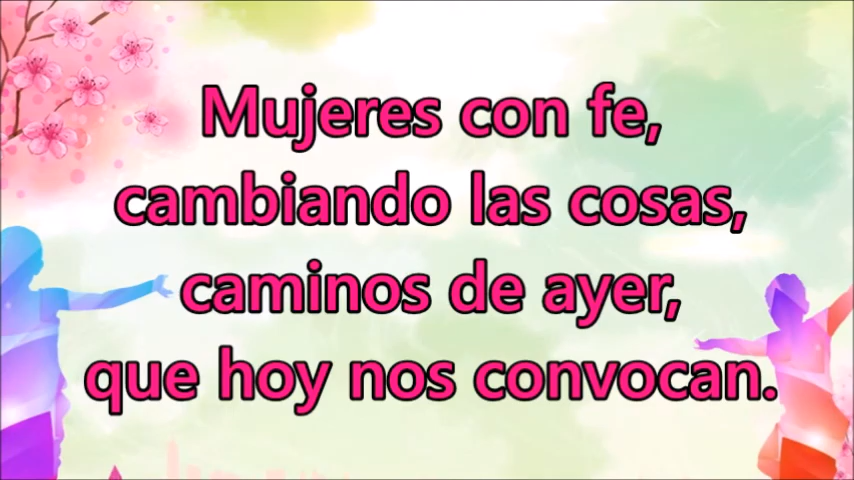 Mujeres con fe,
cambiando las cosas,
caminos de ayer,
que hoy nos convocan.